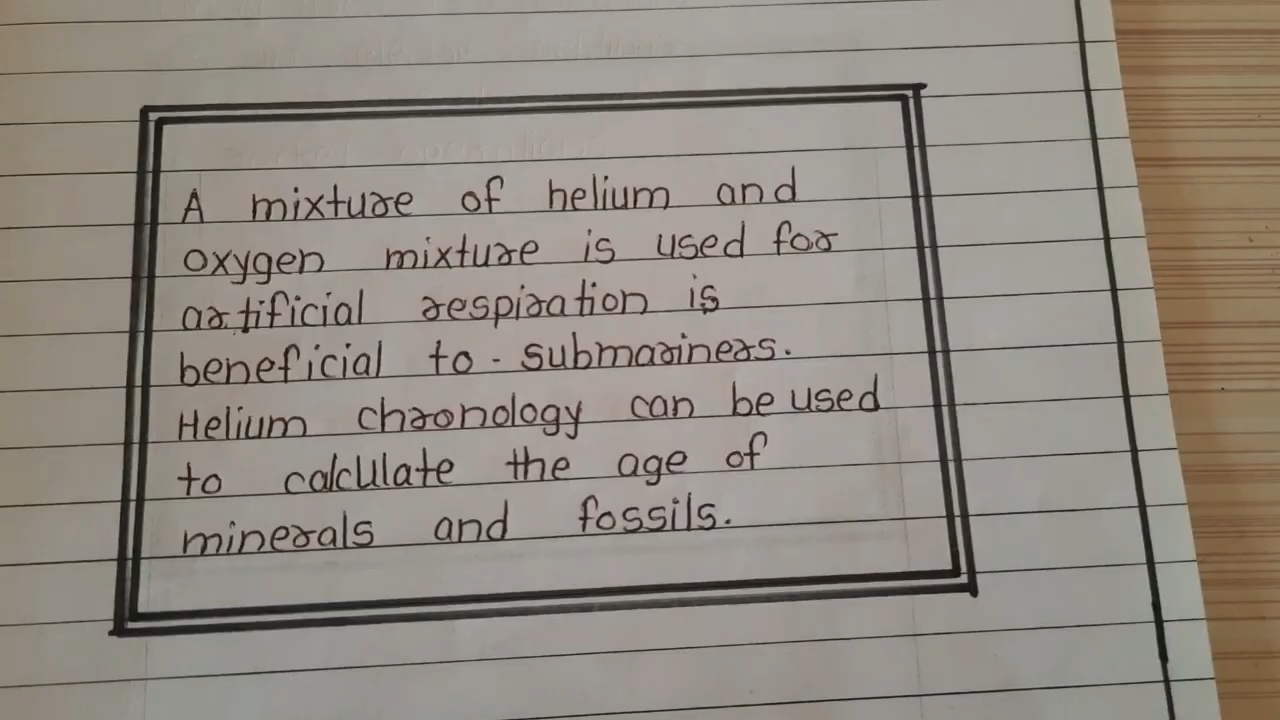 A mixture of helium and
oxygen mixture is used for
artificial respiration is
beneficial to - submariners.
Helium chronology can be used
to calculate the age of
minerals and fossils.